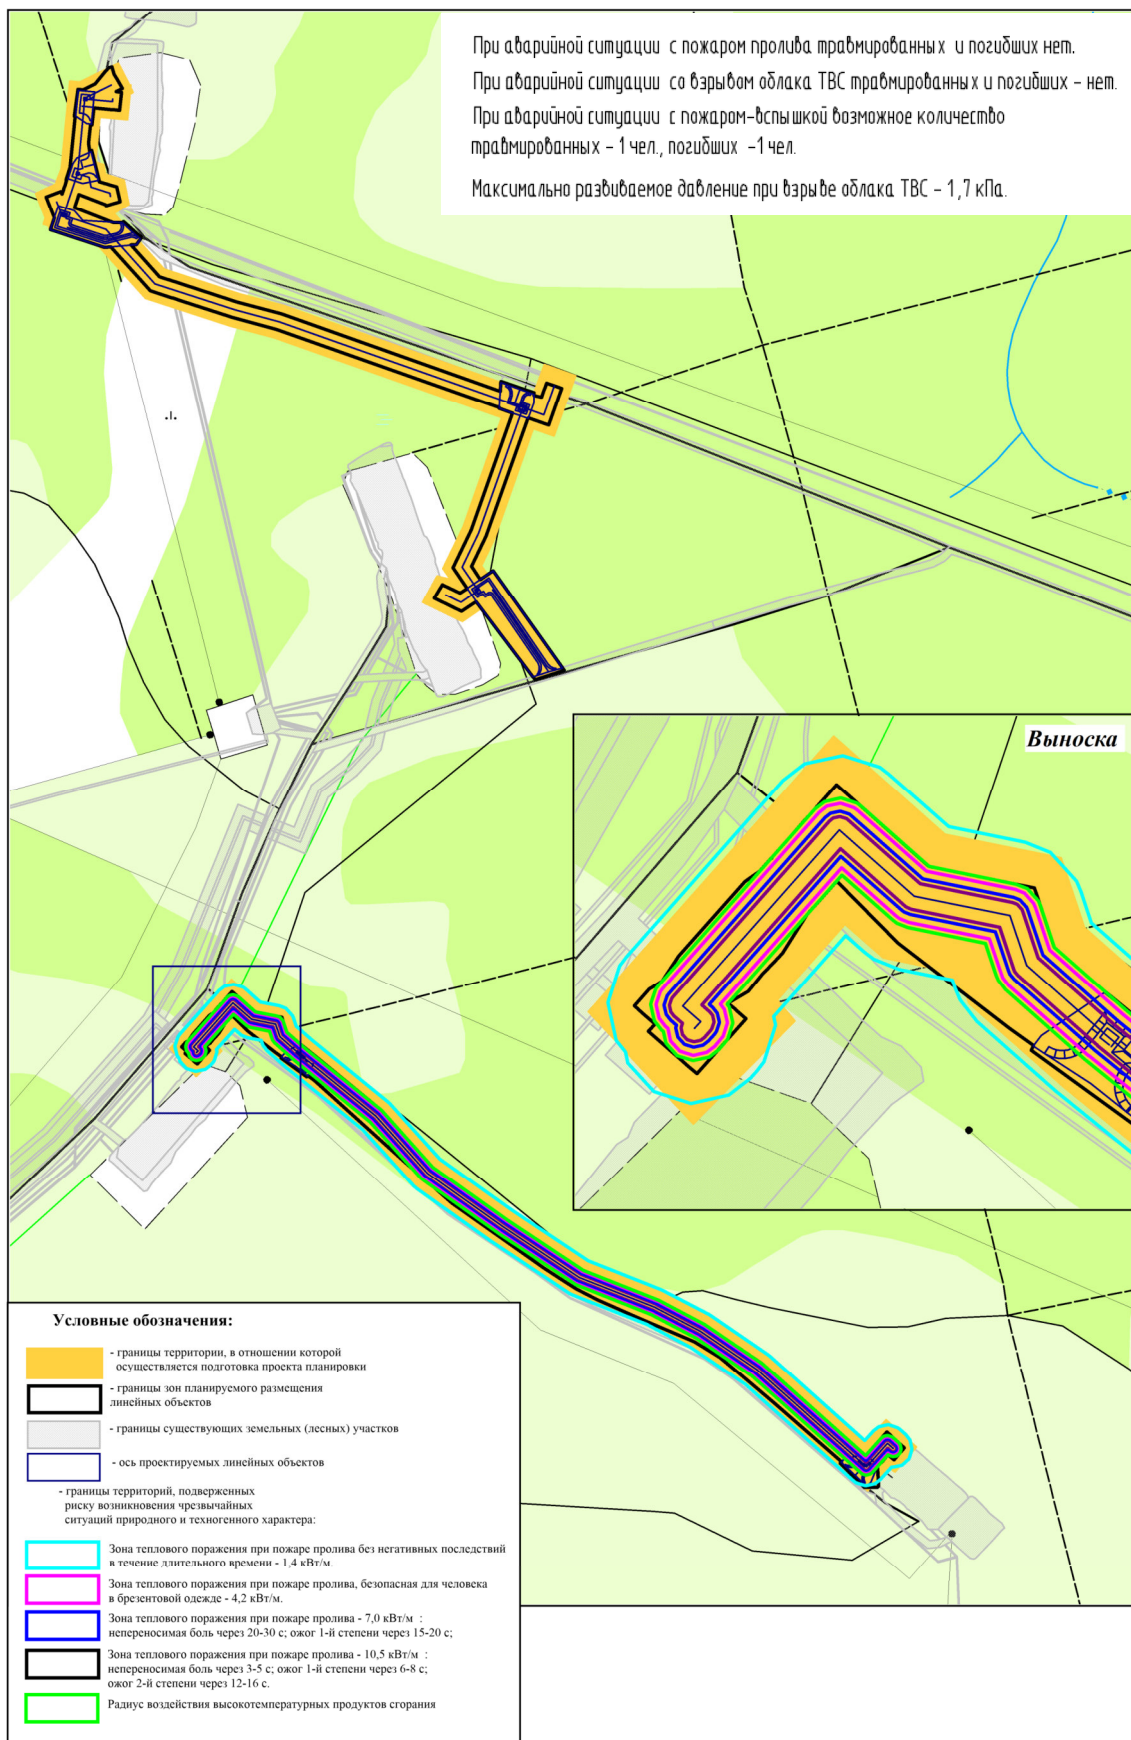 При аварийной ситуации с пожаром пролива травмированных и погибших нет.
При аварийной ситуации со взрывом облака ТВС травмированных и погибших - нет.
При аварийной ситуации с пожаром-вспышкой возможное количество
травмированных - 1 чел., погибших -1 чел.
Максимально развиваемое давление при взрыве облака ТВС - 1,7 кПа.
Выноска
Условные обозначения:
- границы территории, в отношении которой
осуществляется подготовка проекта планировки
- границы зон планируемого размещения
линейных объектов
- границы существующих земельных (лесных) участков
- ось проектируемых линейных объектов
- границы территорий, подверженных
риску возникновения чрезвычайных
ситуаций природного и техногенного характера:
Зона теплового поражения при пожаре пролива без негативных последствий
в течение длительного времени - 1,4 кВт/м.
Зона теплового поражения при пожаре пролива, безопасная для человека
в брезентовой одежде - 4,2 кВт/м.
Зона теплового поражения при пожаре пролива - 7,0 кВт/м :
непереносимая боль через 20-30 с; ожог 1-й степени через 15-20 с;
Зона теплового поражения при пожаре пролива - 10,5 кВт/м :
непереносимая боль через 3-5 с; ожог 1-й степени через 6-8 с;
ожог 2-й степени через 12-16 с.
Радиус воздействия высокотемпературных продуктов сгорания